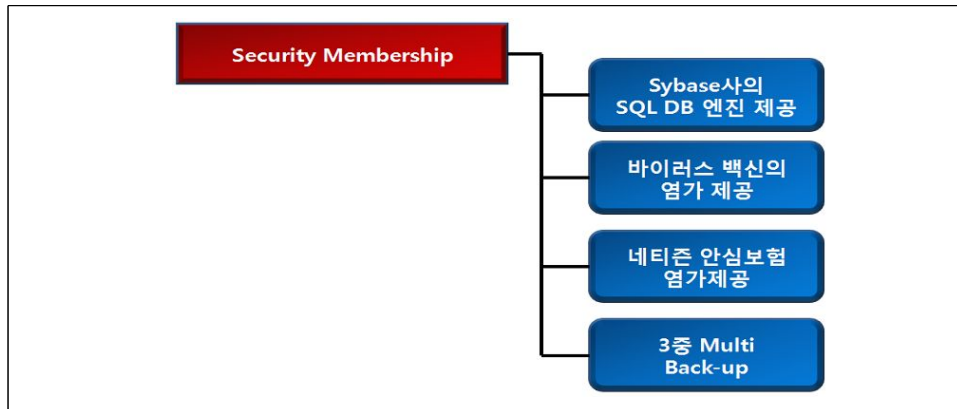 Security Membership
Sybase사의
SQL DB 엔진 제공
바이러스 백신의
염가 제공
네티즌 안심보험
염가제공
3중 Multi
Back-up